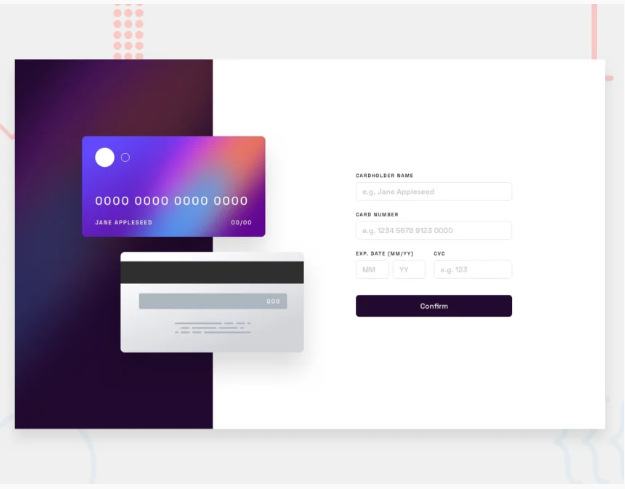 0000 0000 0000 0000
JANE APPLESEED 00/00
000
CARDHOLDER NAME
e.g. Jane Appleseed
CARD NUMBER
e.g. 1234 5678 9123 0000
EXP. DATE (MM/YY) CVC
MM YY e.g. 123
Confirm